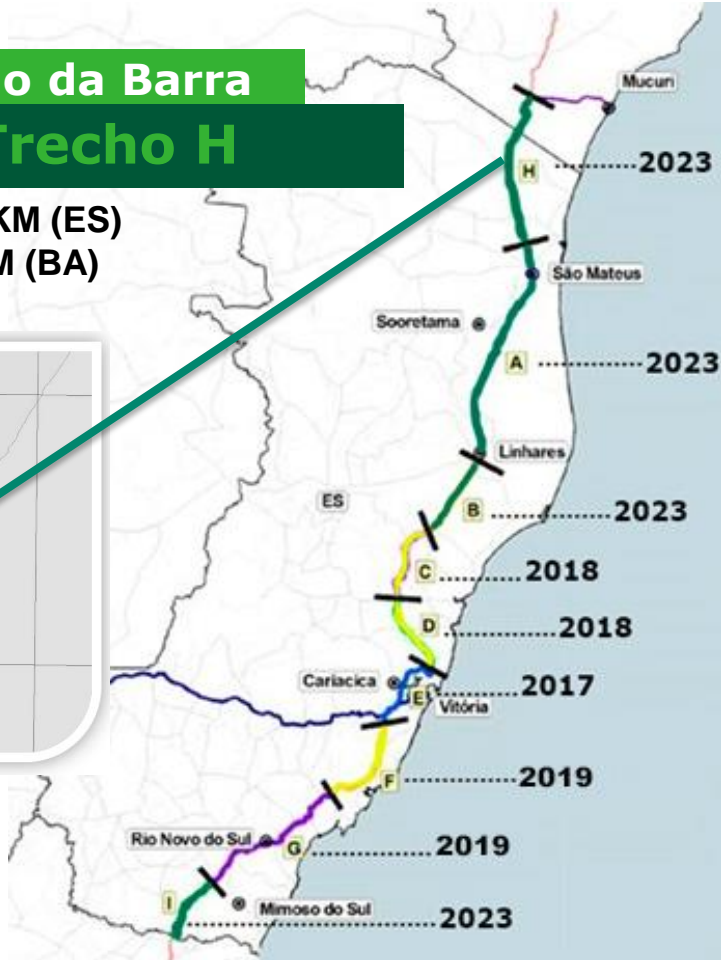 o da Barra
Trecho H
KM (ES)
M (BA)
Mucuri
H
2023
São Mateus
Sooretama
A
2023
Linhares
ES
B
2023
C
2018
D
2018
Cariacica
E
2017
Vitória
F
2019
Rio Novo do Sul
G
2019
I
Mimoso do Sul
2023